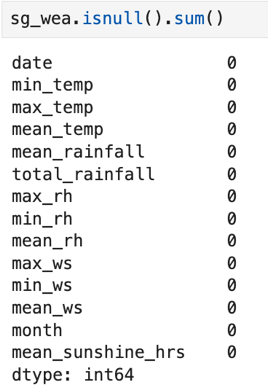 sg_wea.isnull().sum()
date 0
min_temp 0
max_temp 0
mean_temp 0
mean_rainfall 0
total_rainfall 0
max_rh 0
min_rh 0
mean_rh 0
max_ws 0
min_ws 0
mean_ws 0
month 0
mean_sunshine_hrs 0
dtype: int64